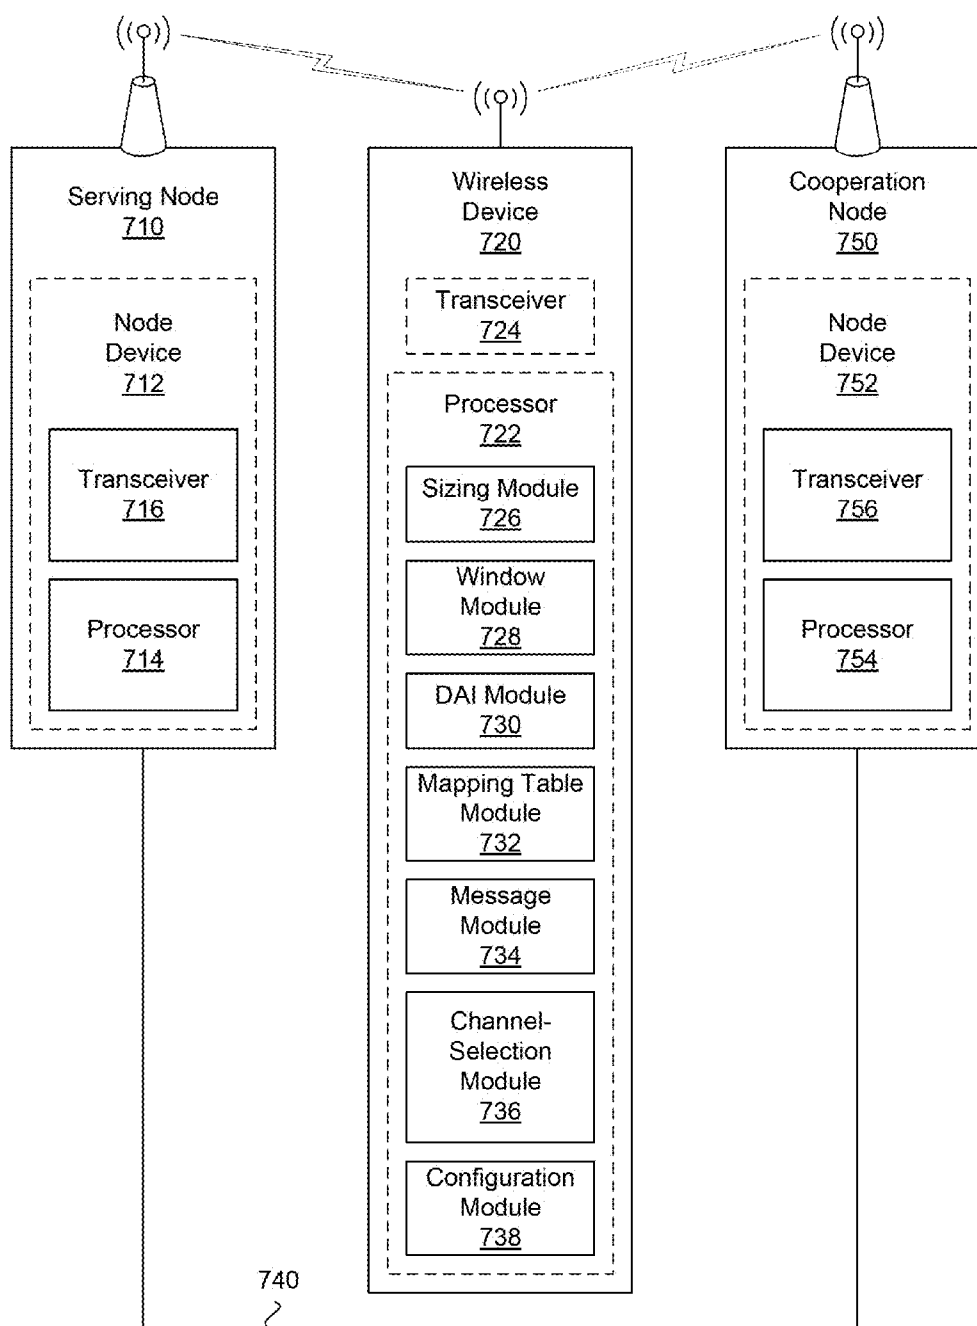 Serving Node
710
Node
Device
712
Transceiver
716
Processor
714
Wireless
Device
720
Transceiver
724
Processor
722
Sizing Module
726
Window
Module
728
DAI Module
730
Mapping Table
Module
732
Message
Module
734
Channel-
Selection
Module
736
Configuration
Module
738
Cooperation
Node
750
Node
Device
752
Transceiver
756
Processor
754
740